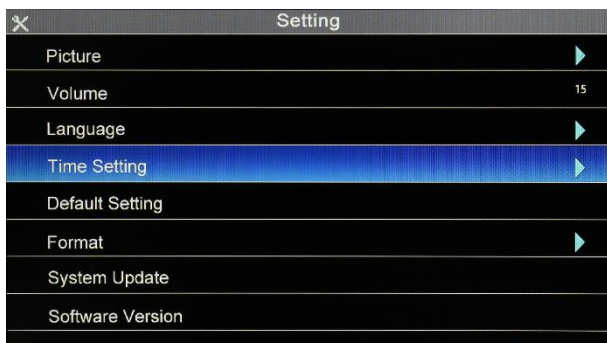 Setting
Picture
Volume 15
Language
Time Setting
Default Setting
Format
System Update
Software Version